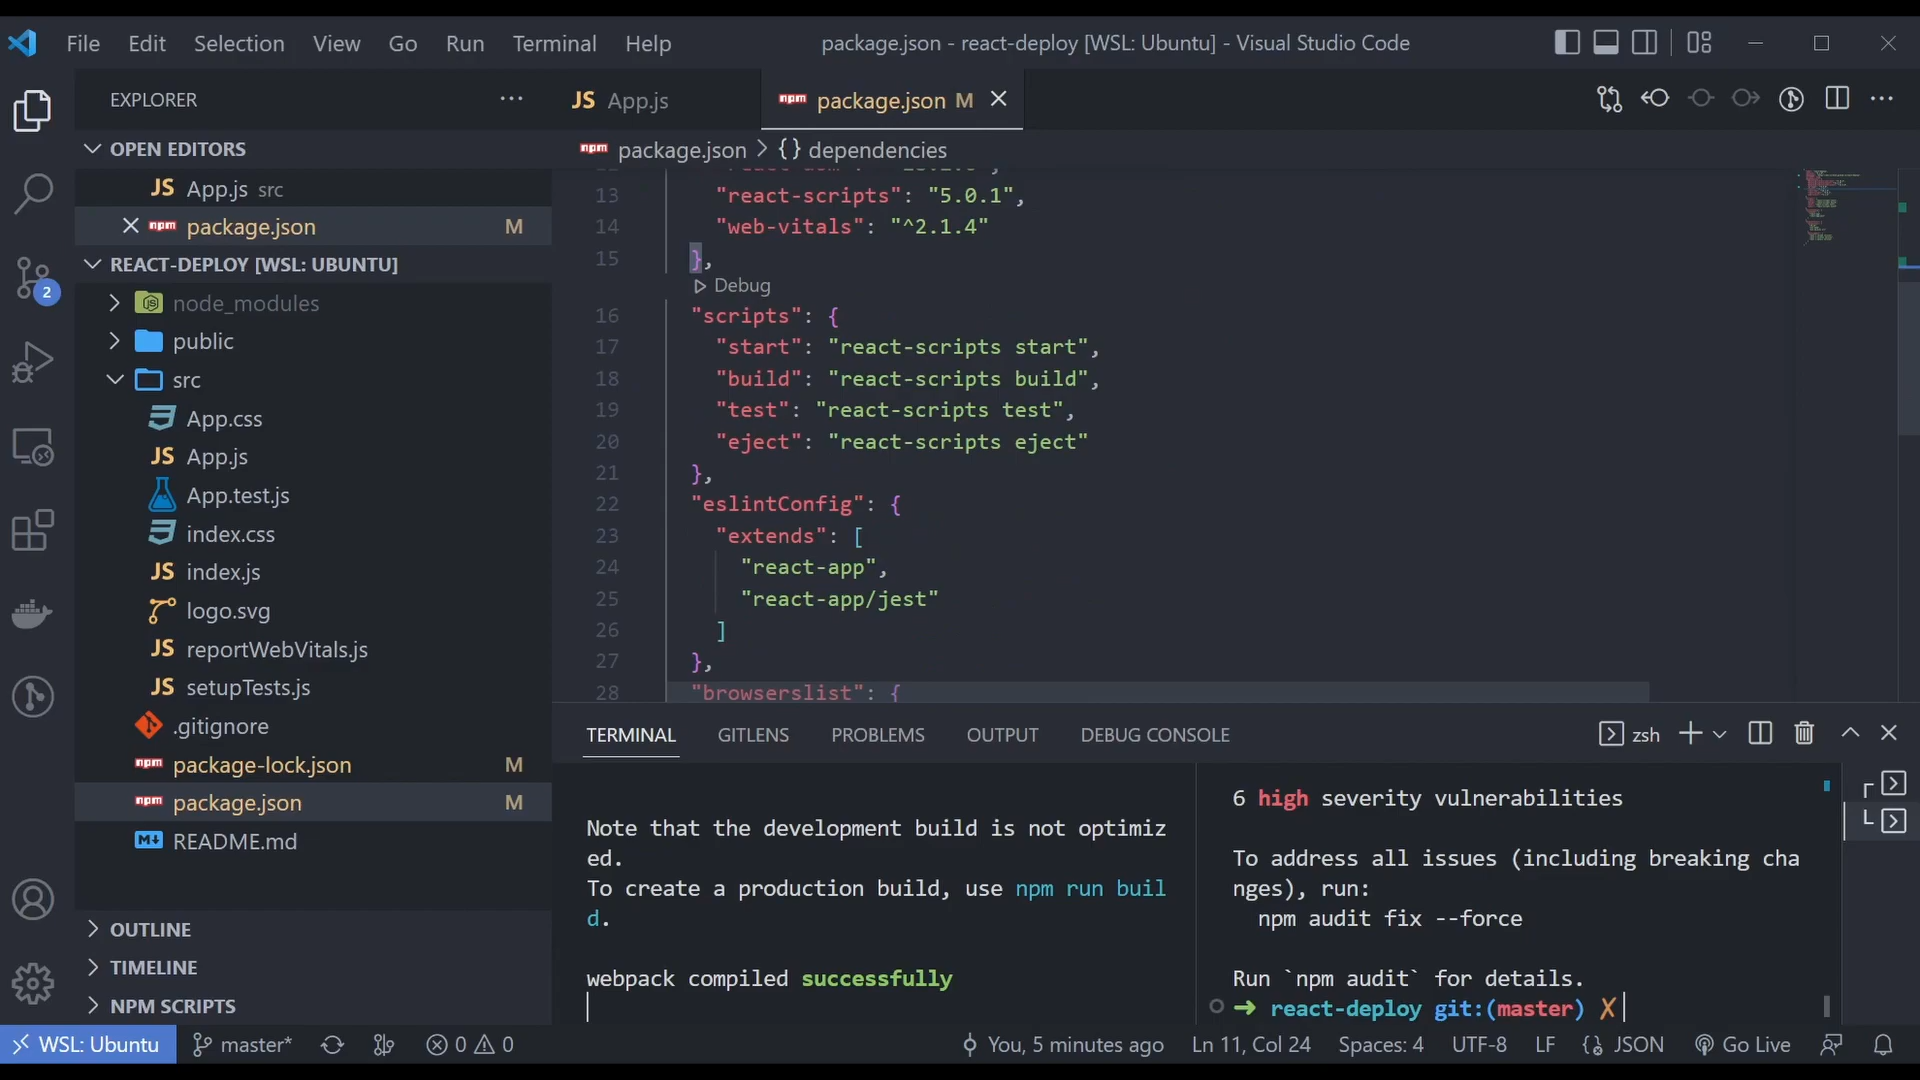 File Edit Selection View Go Run Terminal Help
package.json - react-deploy [WSL: Ubuntu] - Visual Studio Code
EXPLORER
JS App.js
npm package.json M
OPEN EDITORS
JS App.js src
npm package.json M
REACT-DEPLOY [WSL: UBUNTU]
node_modules
public
src
App.css
JS App.js
App.test.js
index.css
JS index.js
logo.svg
JS reportWebVitals.js
JS setupTests.js
.gitignore
npm package-lock.json M
npm package.json M
README.md
OUTLINE
TIMELINE
NPM SCRIPTS
2
npm package.json > {} dependencies
13 "react-scripts": "5.0.1",
14 "web-vitals": "^2.1.4"
15 },
Debug
16 "scripts": {
17 "start": "react-scripts start",
18 "build": "react-scripts build",
19 "test": "react-scripts test",
20 "eject": "react-scripts eject"
21 },
22 "eslintConfig": {
23 "extends": [
24 "react-app",
25 "react-app/jest"
26 ]
27 },
28 "browserslist": {
TERMINAL GITLENS PROBLEMS OUTPUT DEBUG CONSOLE
zsh
Note that the development build is not optimiz
ed.
To create a production build, use npm run buil
d.
webpack compiled successfully
6 high severity vulnerabilities
To address all issues (including breaking cha
nges), run:
npm audit fix --force
Run `npm audit` for details.
➜ react-deploy git:(master) ✗
WSL: Ubuntu master* 0 0 You, 5 minutes ago Ln 11, Col 24 Spaces: 4 UTF-8 LF {} JSON Go Live